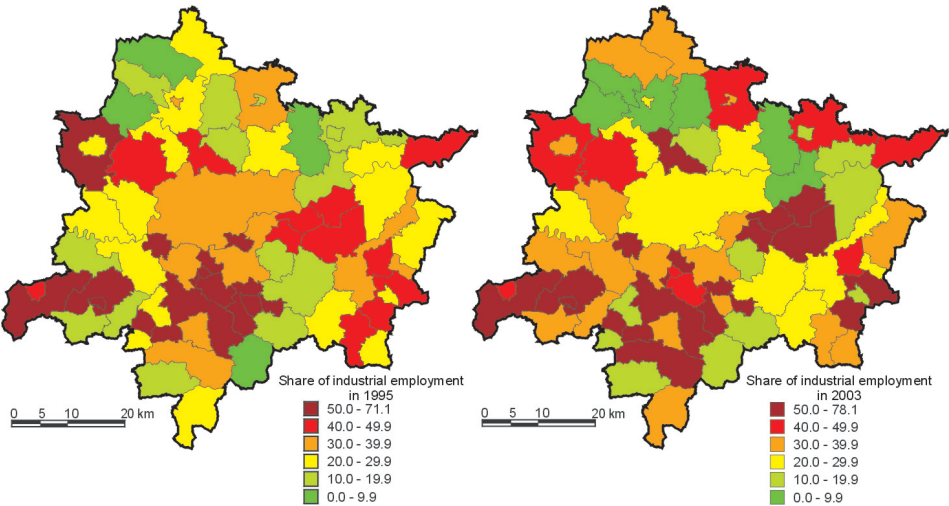 Share of industrial employment
in 1995
0 5 10 20 km
50.0 - 71.1
40.0 - 49.9
30.0 - 39.9
20.0 - 29.9
10.0 - 19.9
0.0 - 9.9
Share of industrial employment
in 2003
0 5 10 20 km
50.0 - 78.1
40.0 - 49.9
30.0 - 39.9
20.0 - 29.9
10.0 - 19.9
0.0 - 9.9